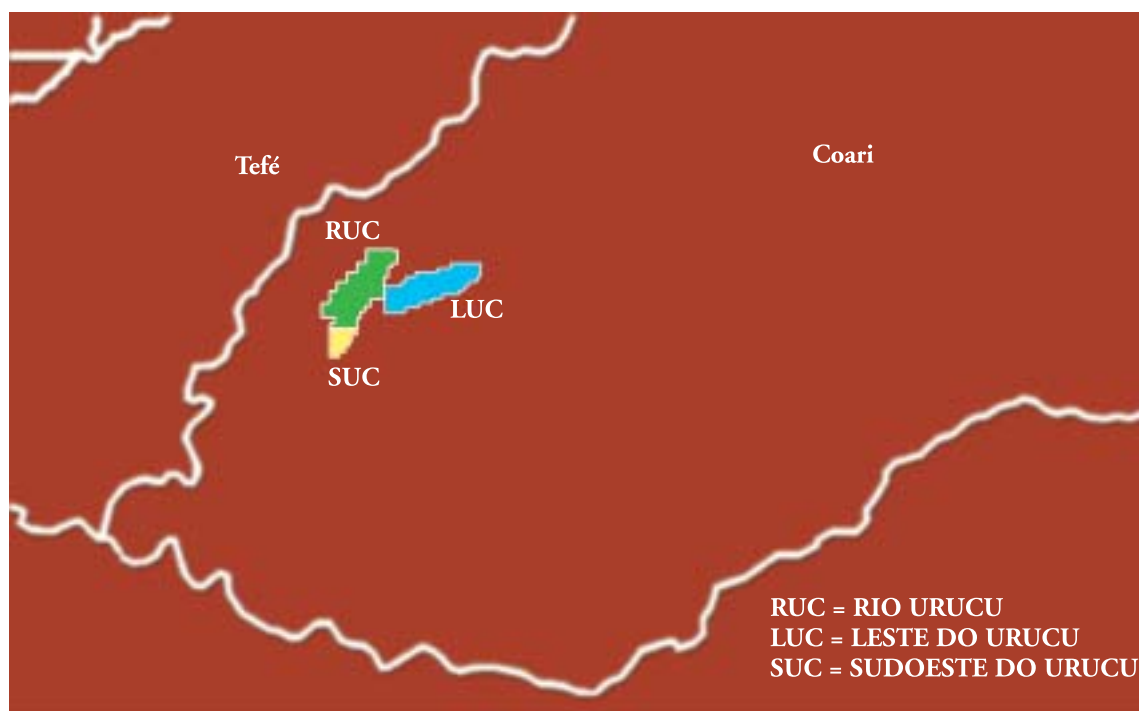 Coari
Tefé
RUC
LUC
SUC
RUC = RIO URUCU
LUC = LESTE DO URUCU
SUC = SUDOESTE DO URUCU